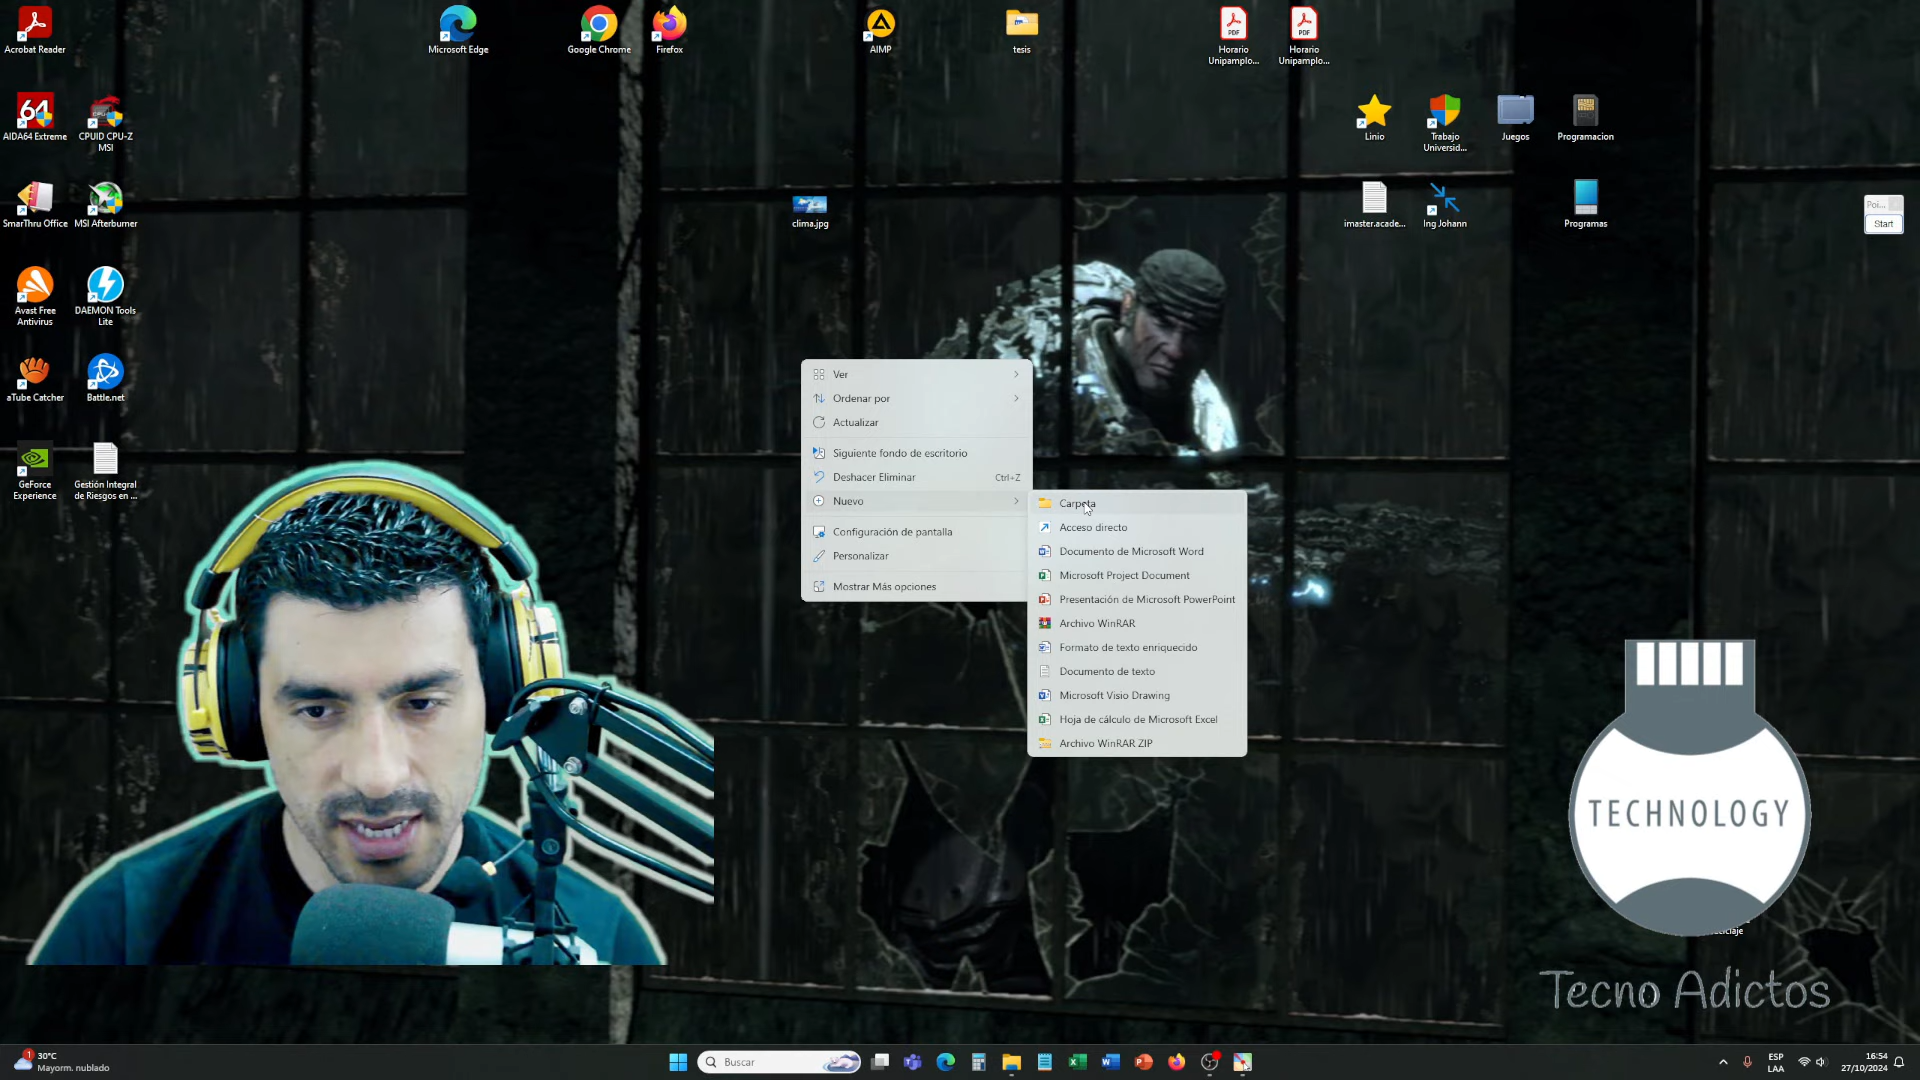 Acrobat Reader
Microsoft Edge
Google Chrome
Firefox
AIMP
tesis
Horario
Unipamplo...
Horario
Unipamplo...
AIDA64 Extreme
CPUID CPU-Z
MSI
Linio
Trabajo
Universid...
Juegos
Programacion
SmarThru Office
MSI Afterburner
clima.jpg
imaster.acade...
Ing Johann
Programas
Poi...
Start
Avast Free
Antivirus
DAEMON Tools
Lite
aTube Catcher
Battle.net
GeForce
Experience
Gestión Integral
de Riesgos en ...
Ver
Ordenar por
Actualizar
Siguiente fondo de escritorio
Deshacer Eliminar Ctrl+Z
Nuevo
Configuración de pantalla
Personalizar
Mostrar Más opciones
Carpeta
Acceso directo
Documento de Microsoft Word
Microsoft Project Document
Presentación de Microsoft PowerPoint
Archivo WinRAR
Formato de texto enriquecido
Documento de texto
Microsoft Visio Drawing
Hoja de cálculo de Microsoft Excel
Archivo WinRAR ZIP
TECHNOLOGY
Tecno Adictos
1
30°C
Mayorm. nublado
Buscar
ESP
LAA
16:54
27/10/2024